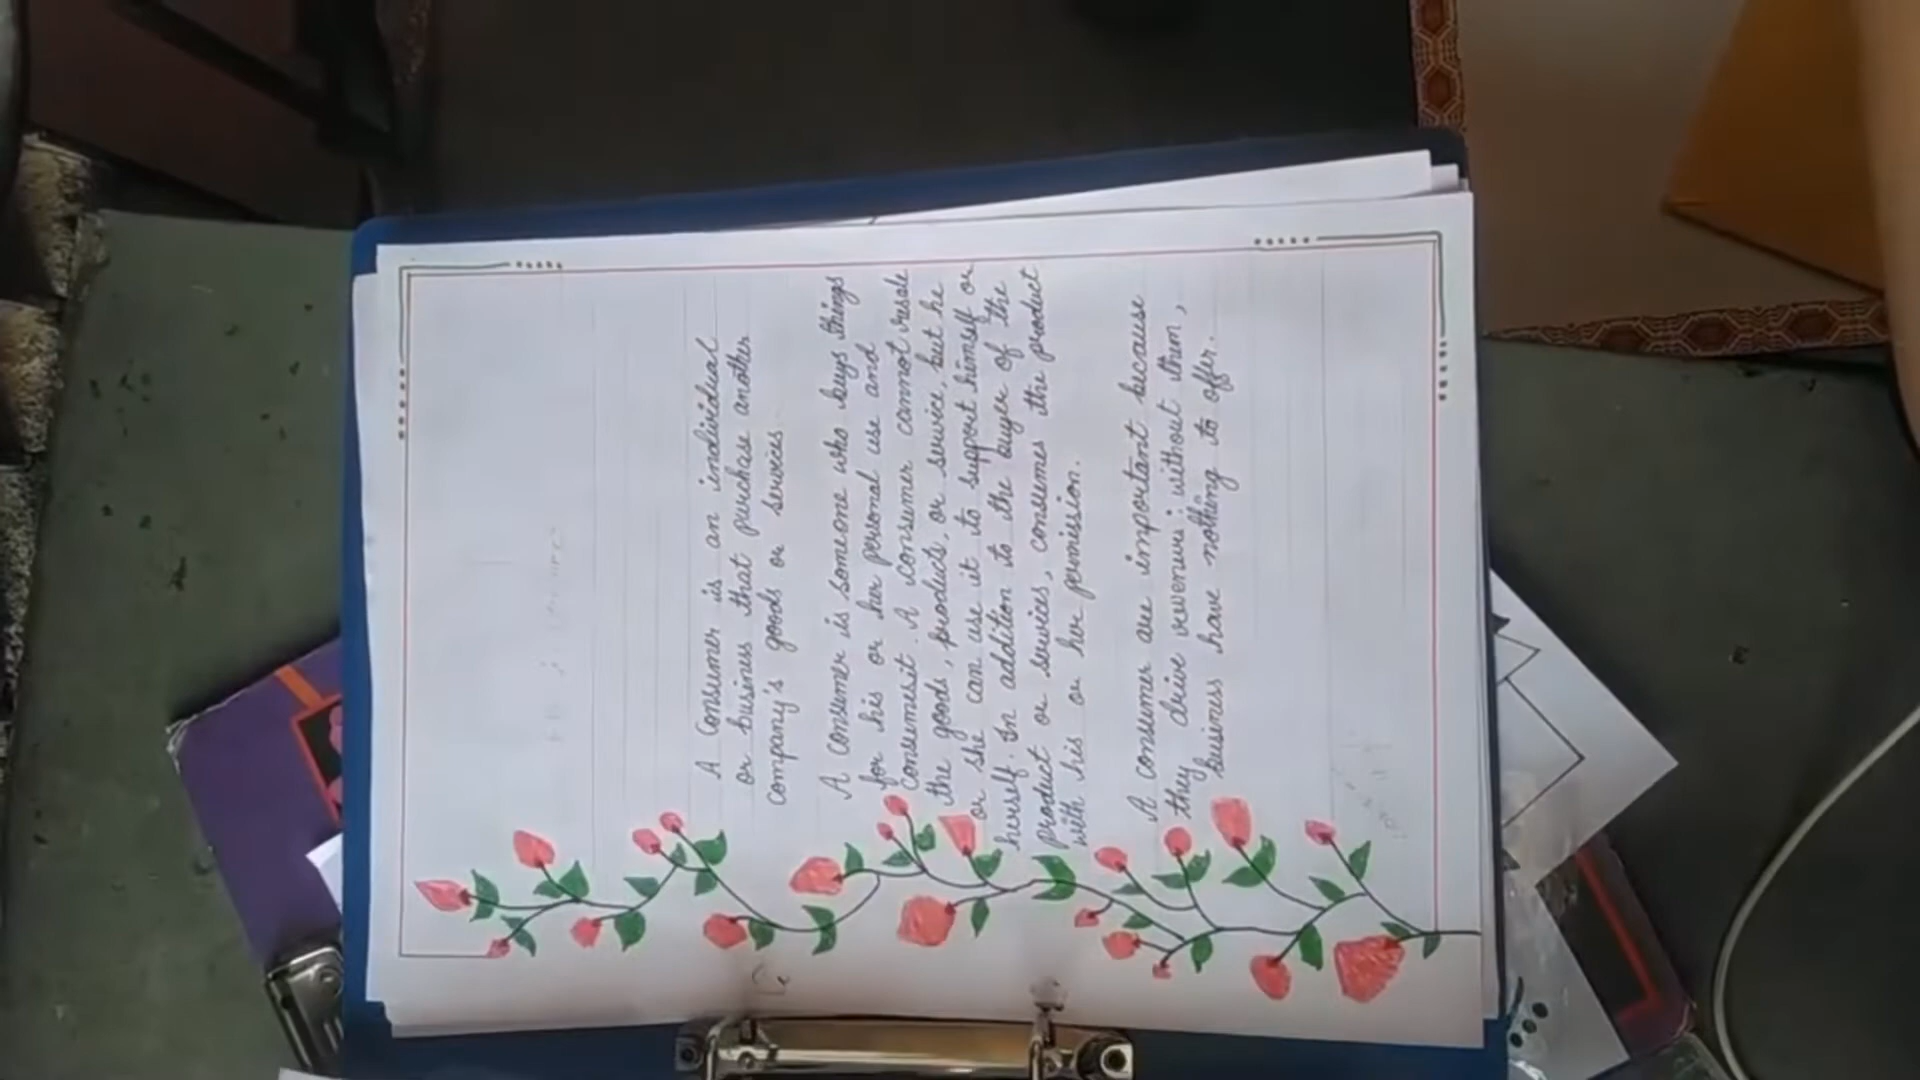 A Consumer is an individual
or business that purchase another
company's goods or services
A Consumer is someone who buys things
for his or her personal use and
Consumesit. A consumer cannot resale
the goods, products, or service, but he
or she can use it to support himself or
herself. In addition to the buyer of the
product or services, consumes the product
with his or her permission.
A consumer are important because
they drive revenues; without them,
business have nothing to offer.